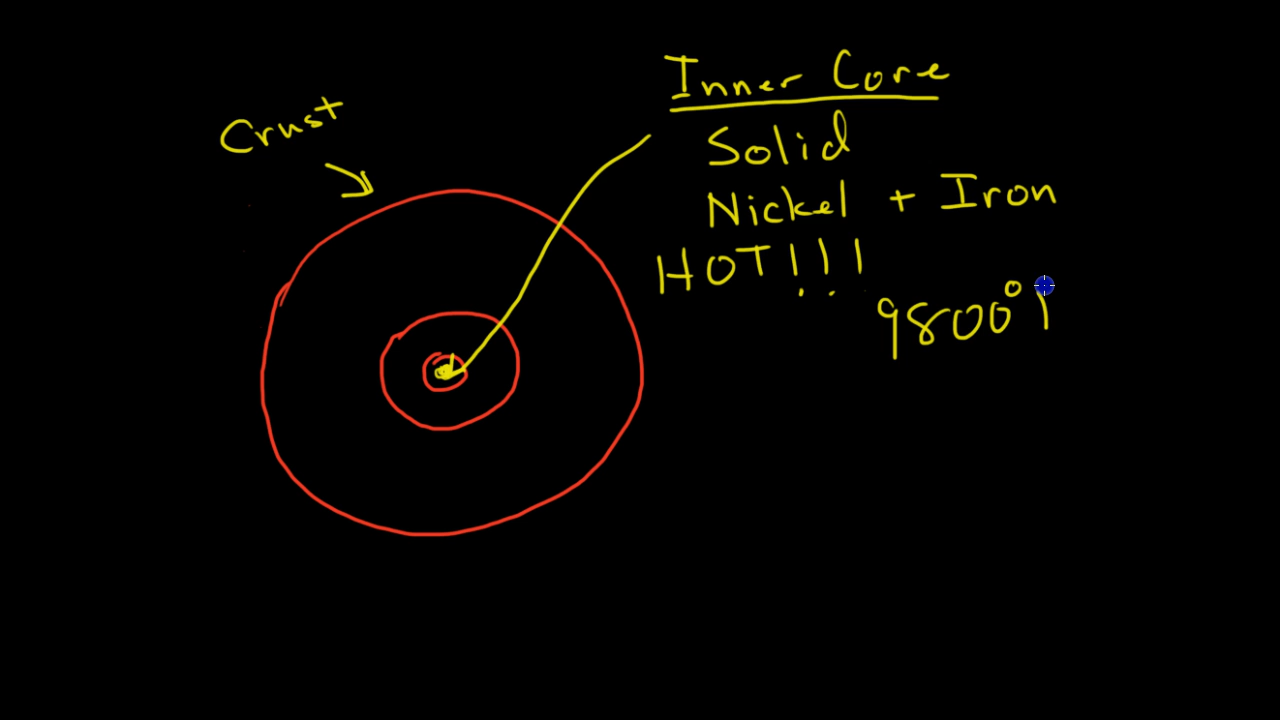 Inner Core
Crust
Solid
Nickel + Iron
HOT!!!
9800°